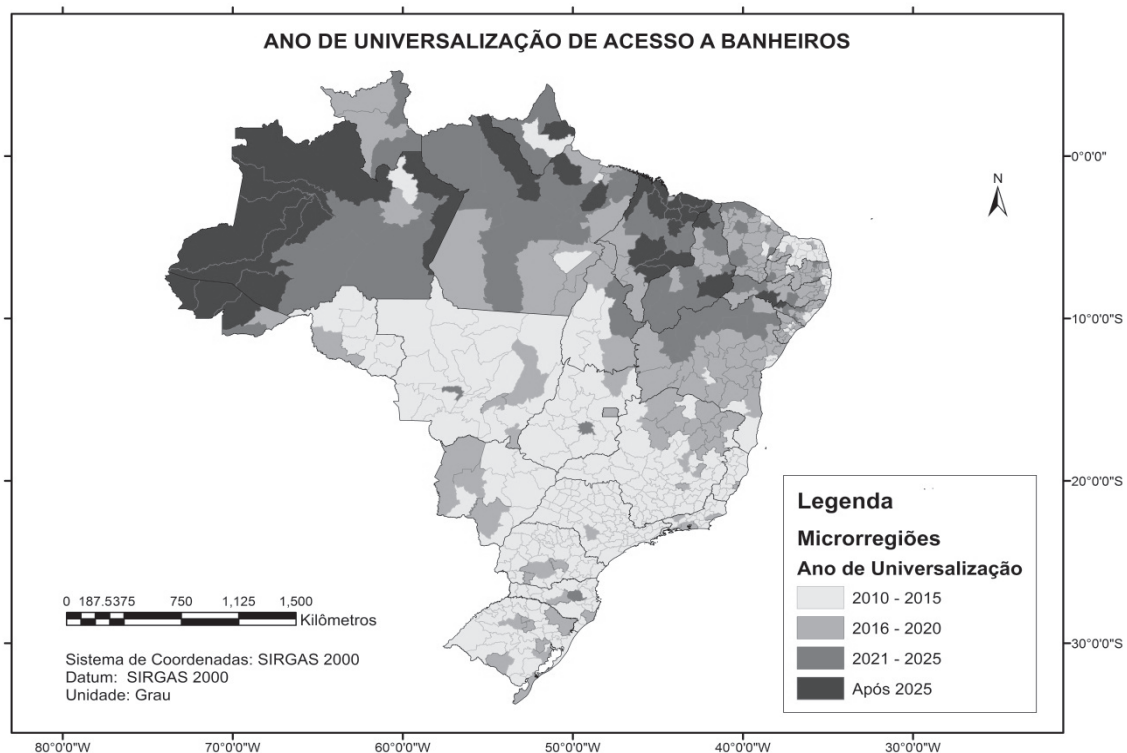 ANO DE UNIVERSALIZAÇÃO DE ACESSO A BANHEIROS
0°0'0"
N
10°0'0"S
20°0'0"S
30°0'0"S
Legenda
Microrregiões
Ano de Universalização
2010 - 2015
2016 - 2020
2021 - 2025
Após 2025
0 187.5375 750 1,125 1,500
Kilômetros
Sistema de Coordenadas: SIRGAS 2000
Datum: SIRGAS 2000
Unidade: Grau
80°0'0"W 70°0'0"W 60°0'0"W 50°0'0"W 40°0'0"W 30°0'0"W